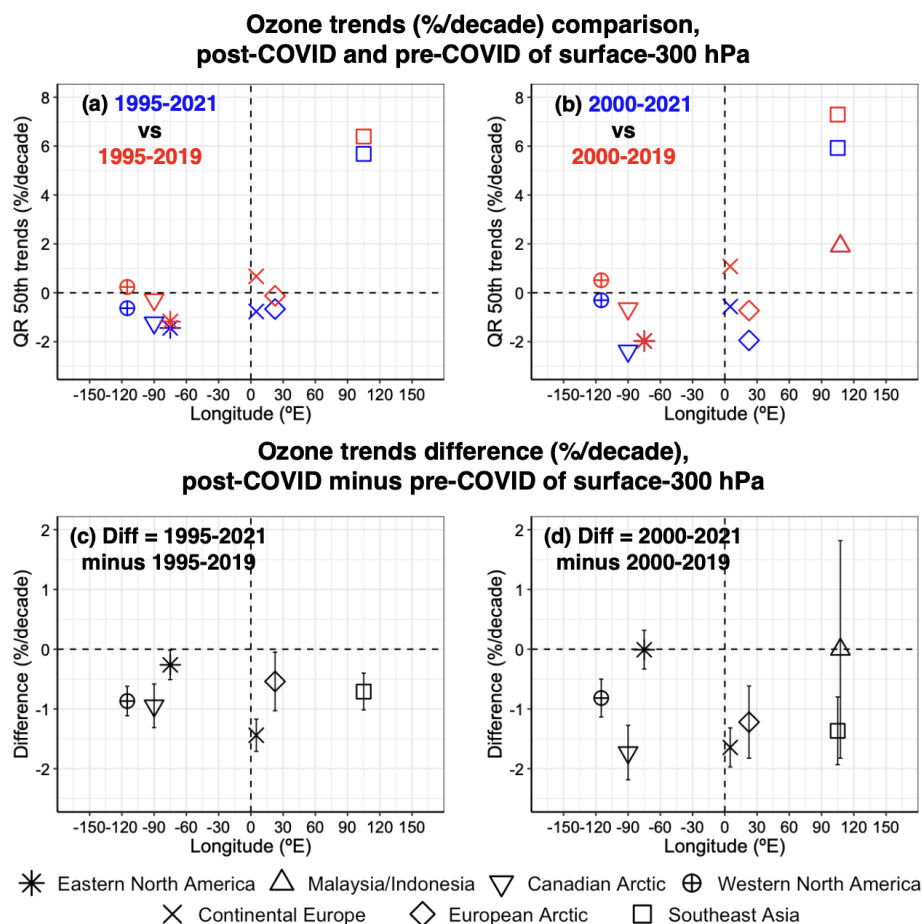 Ozone trends (%/decade) comparison,
post-COVID and pre-COVID of surface-300 hPa
QR 50th trends (%/decade)
8
6
4
2
0
-2
(a) 1995-2021
vs
1995-2019
-150 -120 -90 -60 -30 0 30 60 90 120 150
Longitude (ºE)
QR 50th trends (%/decade)
8
6
4
2
0
-2
(b) 2000-2021
vs
2000-2019
-150 -120 -90 -60 -30 0 30 60 90 120 150
Longitude (ºE)
Ozone trends difference (%/decade),
post-COVID minus pre-COVID of surface-300 hPa
Difference (%/decade)
2
1
0
-1
-2
(c) Diff = 1995-2021
minus 1995-2019
-150 -120 -90 -60 -30 0 30 60 90 120 150
Longitude (ºE)
Difference (%/decade)
2
1
0
-1
-2
(d) Diff = 2000-2021
minus 2000-2019
-150 -120 -90 -60 -30 0 30 60 90 120 150
Longitude (ºE)
Eastern North America Malaysia/Indonesia Canadian Arctic Western North America
Continental Europe European Arctic Southeast Asia